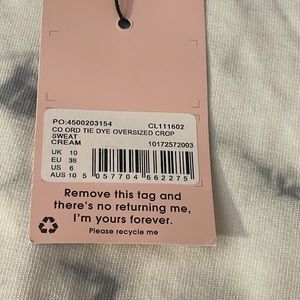 PO:4500203154 CL111602
CO ORD TIE DYE OVERSIZED CROP
SWEAT
CREAM 10172572003
UK 10
EU 38
US 6
AUS 10 5 057704 662275
Remove this tag and
there's no returning me,
I'm yours forever.
Please recycle me